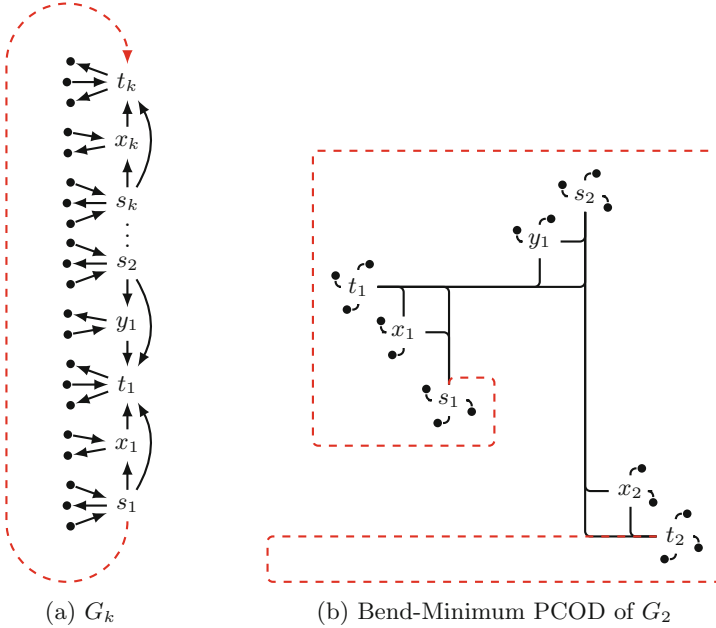 t_k
x_k
s_k
⋮
s_2
y_1
t_1
x_1
s_1
(a) G_k
s_2
y_1
t_1
x_1
s_1
x_2
t_2
(b) Bend-Minimum PCOD of G_2